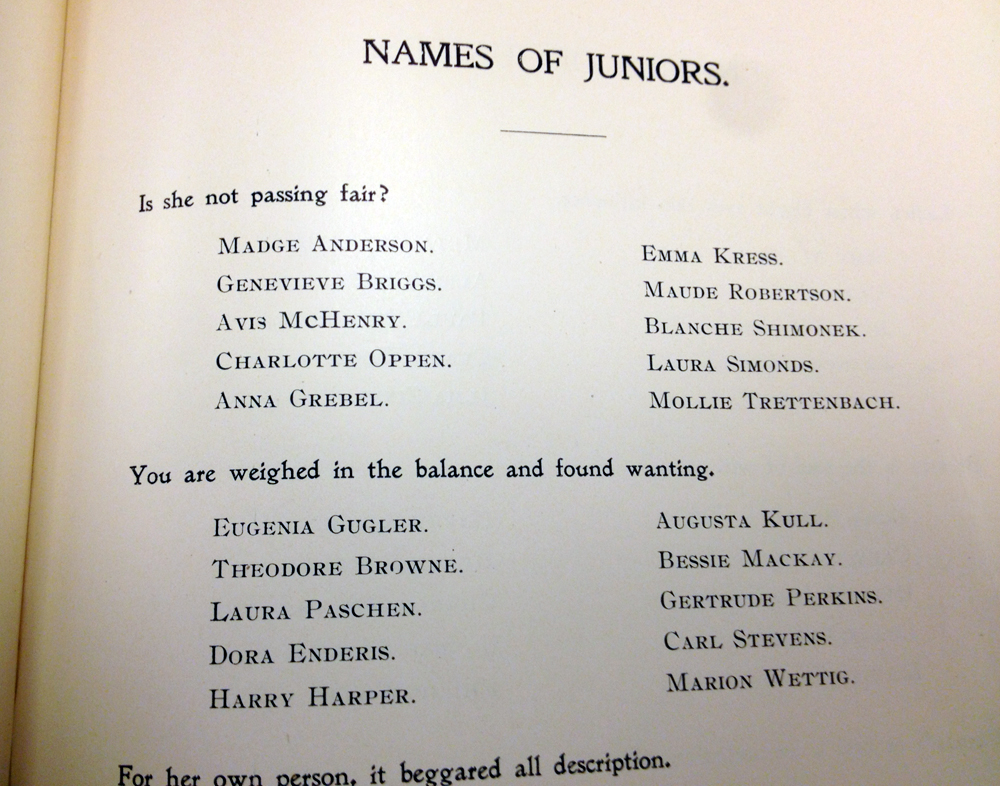 NAMES OF JUNIORS.
Is she not passing fair?
MADGE ANDERSON.
GENEVIEVE BRIGGS.
AVIS MCHENRY.
CHARLOTTE OPPEN.
ANNA GREBEL.
EMMA KRESS.
MAUDE ROBERTSON.
BLANCHE SHIMONEK.
LAURA SIMONDS.
MOLLIE TRETTENBACH.
You are weighed in the balance and found wanting.
EUGENIA GUGLER.
THEODORE BROWNE.
LAURA PASCHEN.
DORA ENDERIS.
HARRY HARPER.
AUGUSTA KULL.
BESSIE MACKAY.
GERTRUDE PERKINS.
CARL STEVENS.
MARION WETTIG.
For her own person, it beggared all description.